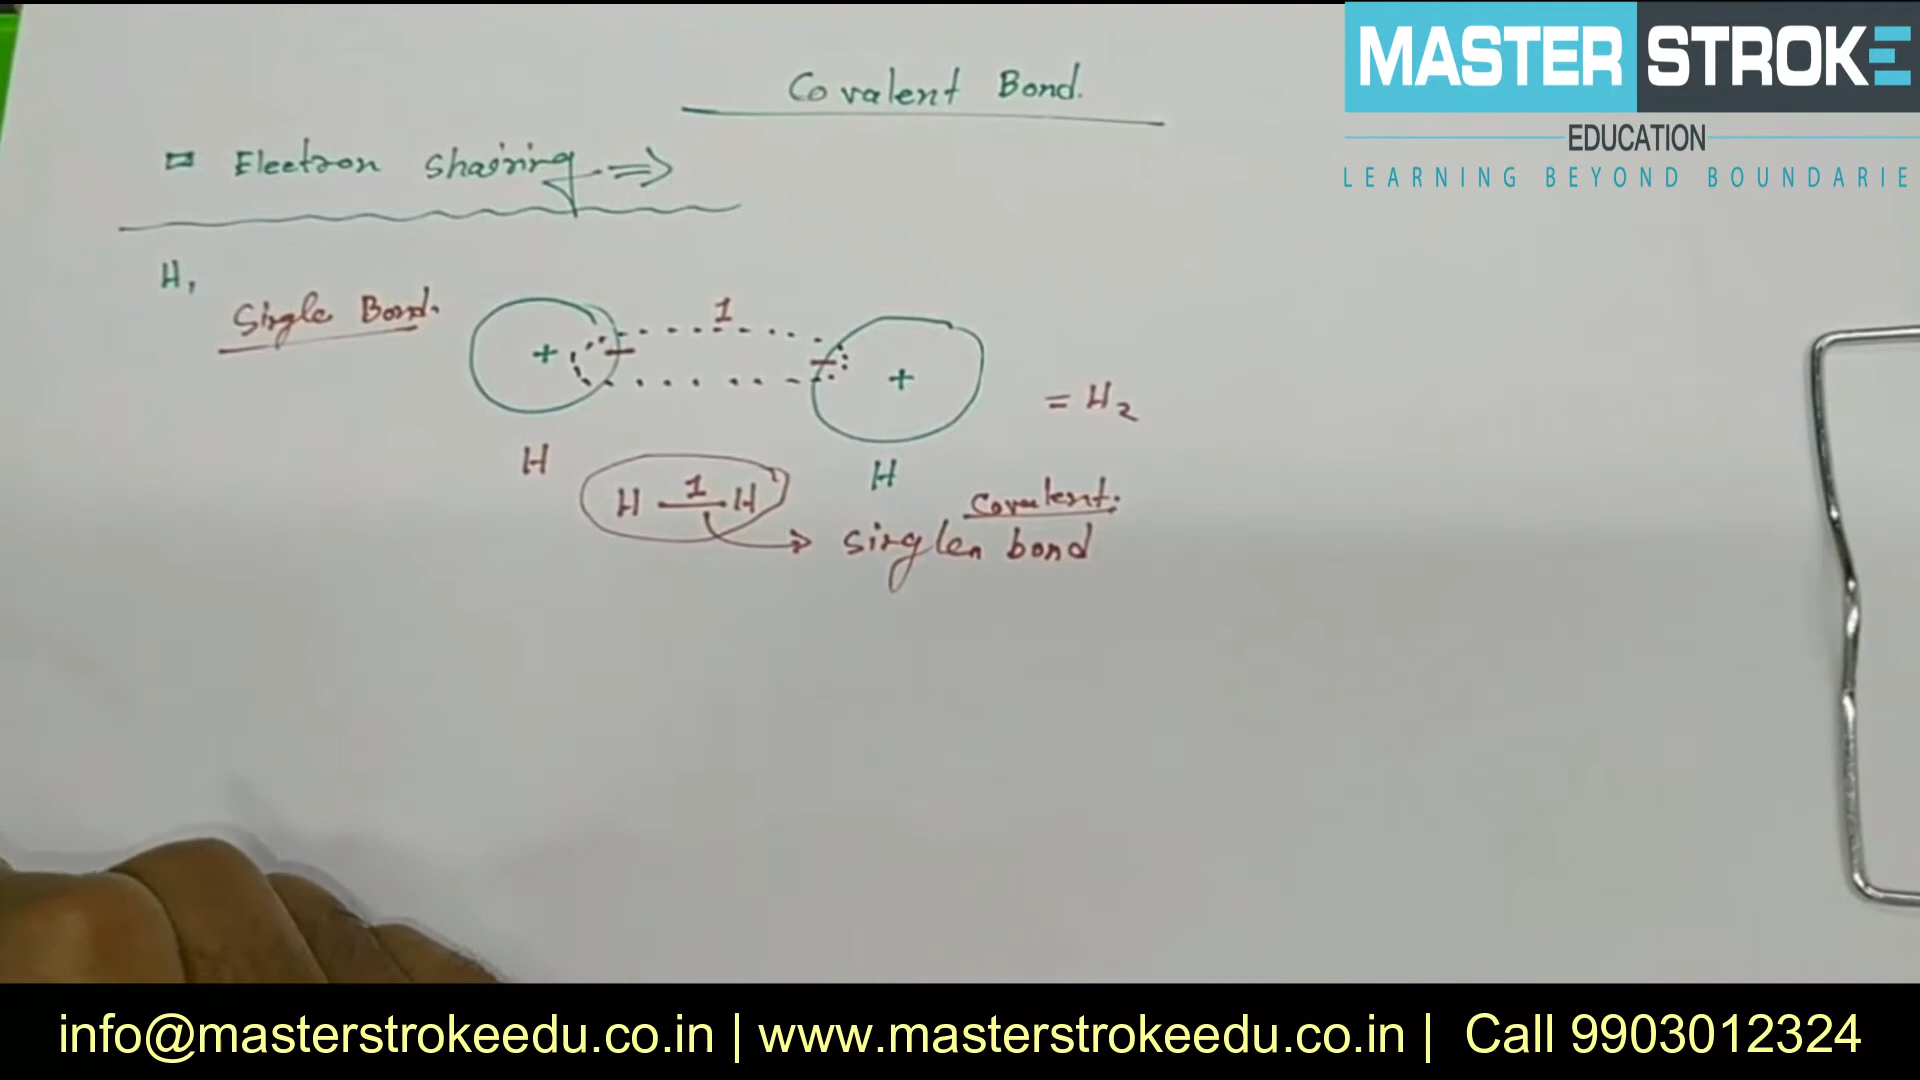 MASTER STROKE
EDUCATION
LEARNING BEYOND BOUNDARIE
Covalent Bond.
Electron Sharing ⇒
H,
Single Bond.
1
+ − − +
= H2
H H
H 1 H
Covalent.
single bond
info@masterstrokeedu.co.in | www.masterstrokeedu.co.in | Call 9903012324